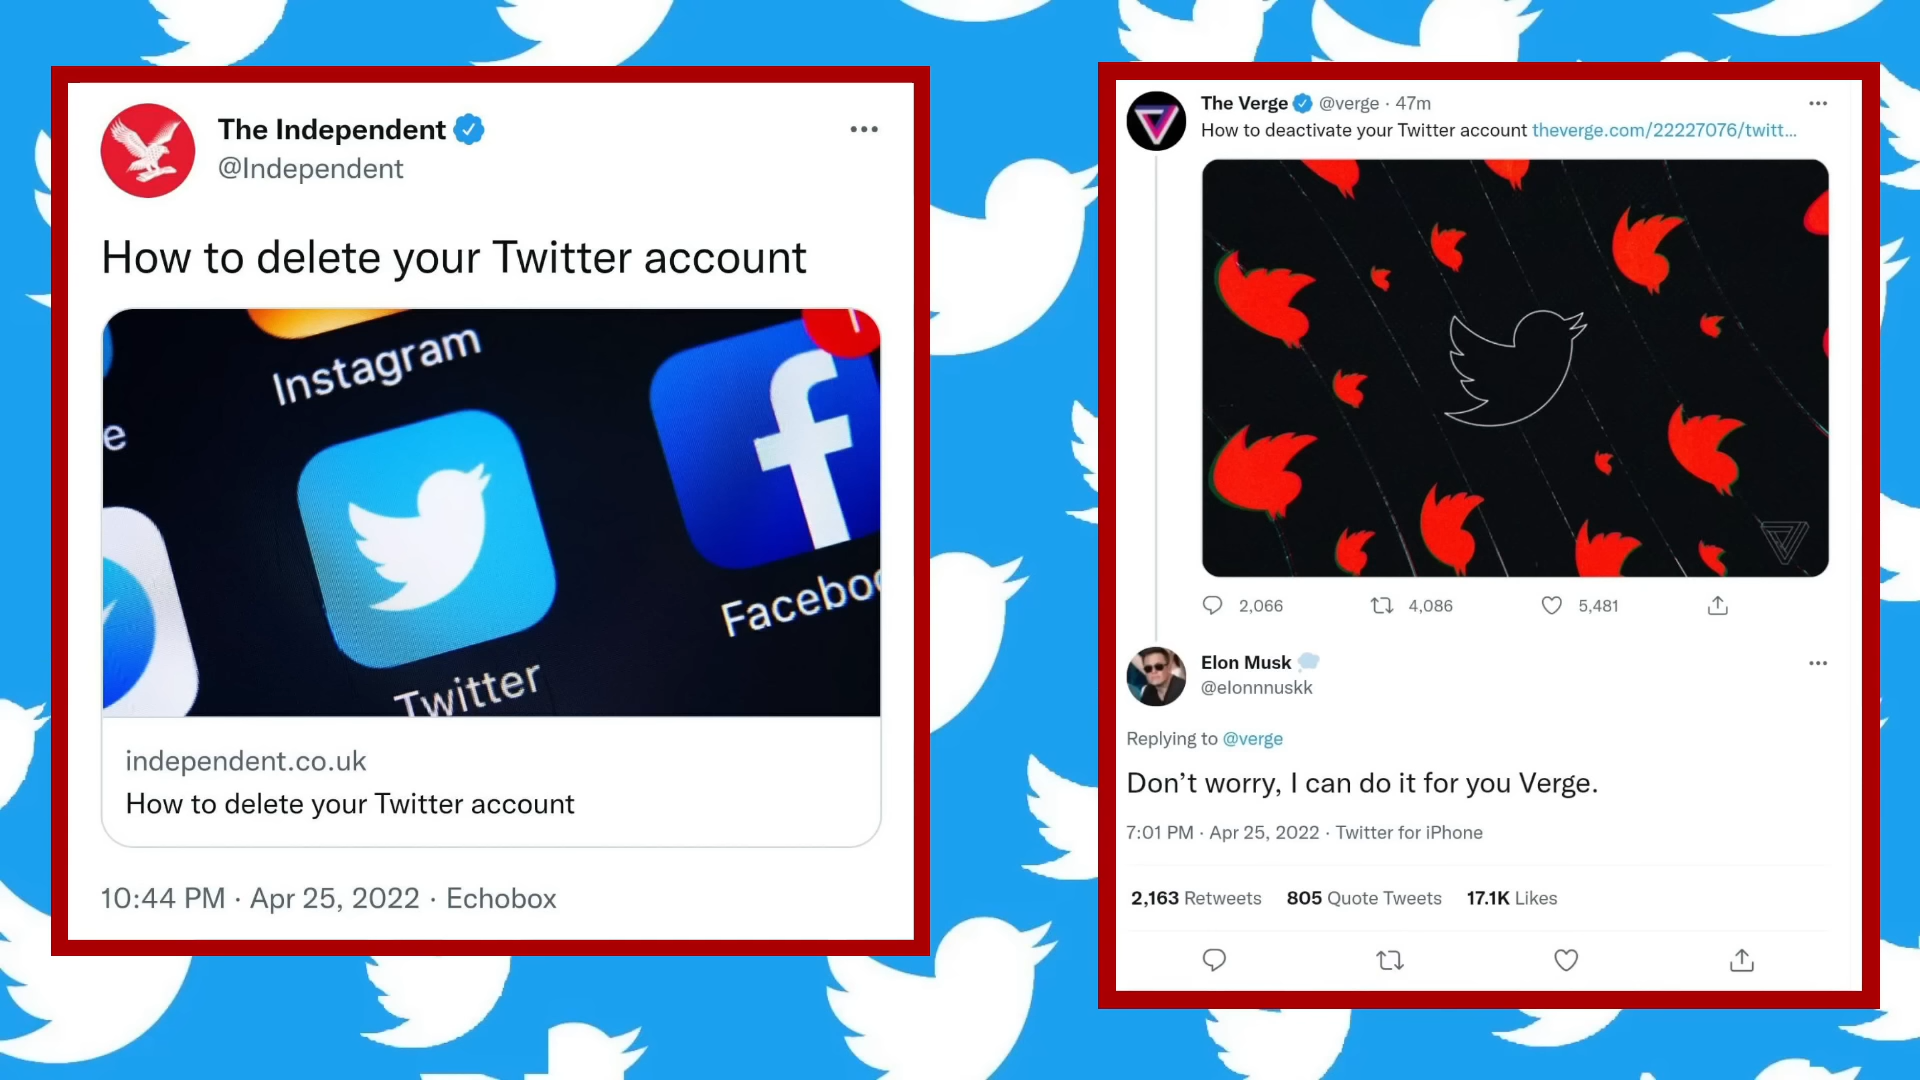 The Independent
@Independent
How to delete your Twitter account
Instagram
e
Twitter
Faceboo
independent.co.uk
How to delete your Twitter account
10:44 PM · Apr 25, 2022 · Echobox
The Verge @verge · 47m
How to deactivate your Twitter account theverge.com/22227076/twitt...
2,066 4,086 5,481
Elon Musk
@elonnnuskk
Replying to @verge
Don’t worry, I can do it for you Verge.
7:01 PM · Apr 25, 2022 · Twitter for iPhone
2,163 Retweets 805 Quote Tweets 17.1K Likes